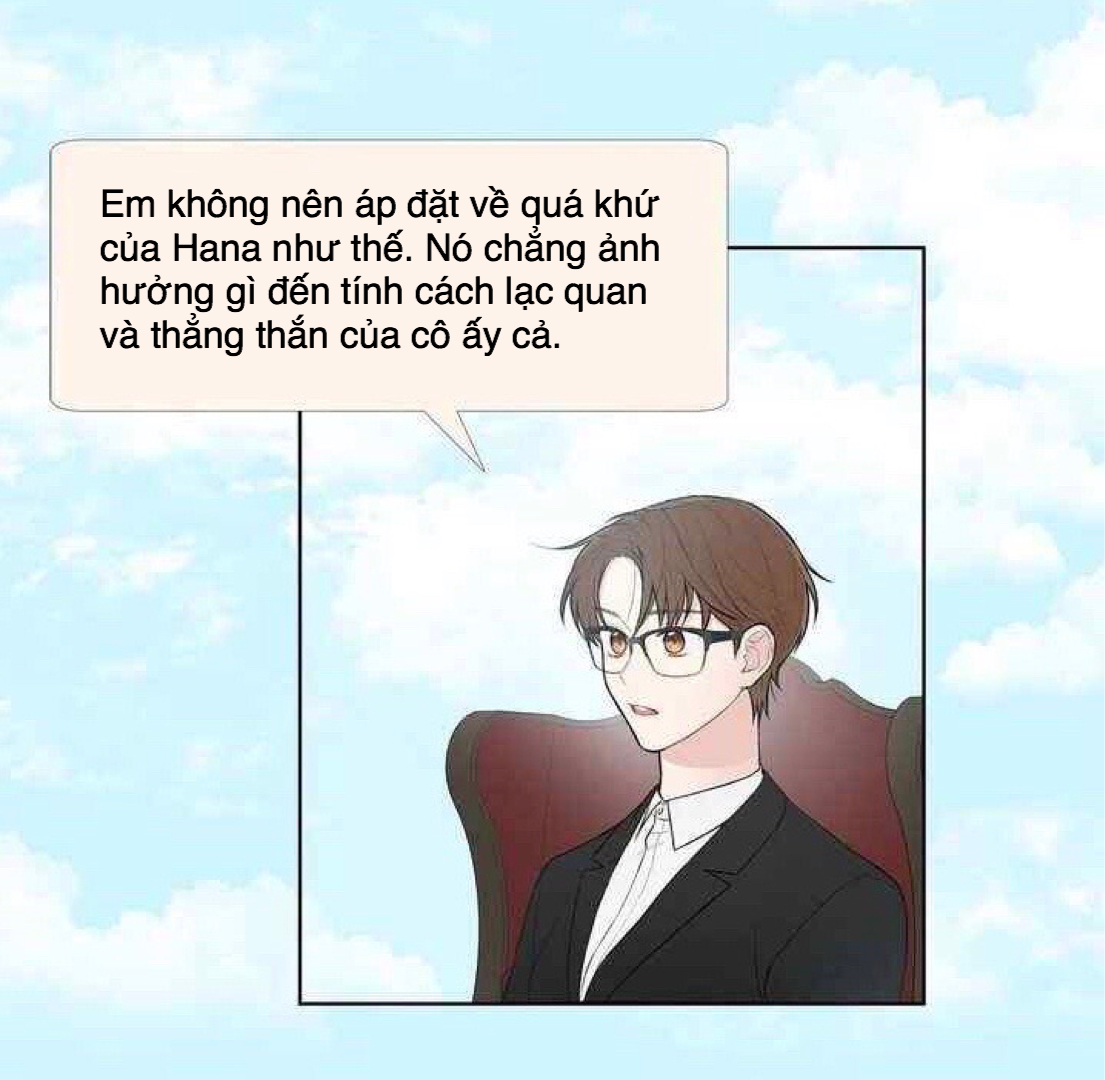 Em không nên áp đặt về quá khứ
của Hana như thế. Nó chẳng ảnh
hưởng gì đến tính cách lạc quan
và thẳng thắn của cô ấy cả.